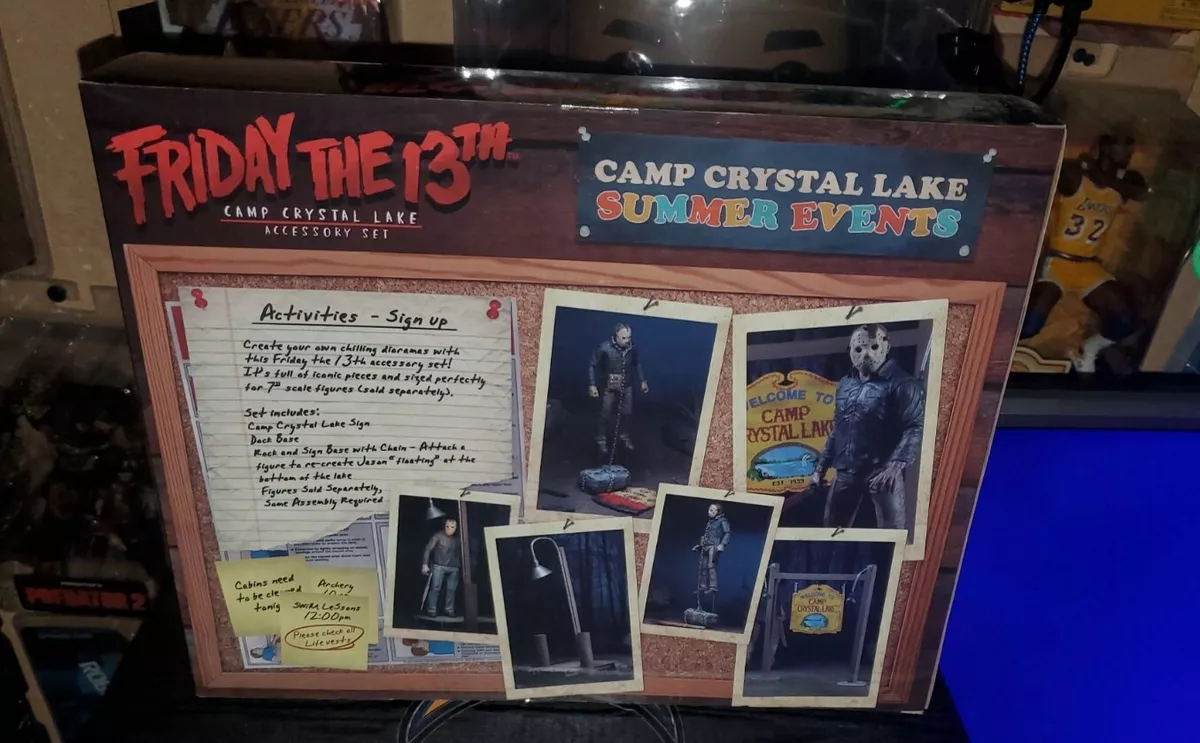 FRIDAY THE 13TH
TM
CAMP CRYSTAL LAKE
ACCESSORY SET
CAMP CRYSTAL LAKE
SUMMER EVENTS
Activities - Sign up
Create your own chilling dioramas with
this Friday the 13th accessory set!
It's full of iconic pieces and sized perfectly
for 7" scale figures (sold separately).
Set includes:
Camp Crystal Lake Sign
Dock Base
Rock and Sign Base with Chain - Attach a
figure to re-create Jason "floating" at the
bottom of the lake
Figures Sold Separately,
Some Assembly Required
Cabins need
to be
Archery
Swim Lessons
12:00pm
Please check all
Lifevests
WELCOME TO
CAMP
CRYSTAL LAKE
EST 1935
WELCOME TO
CAMP
CRYSTAL LAKE
LAKERS
32
PREDATOR 2